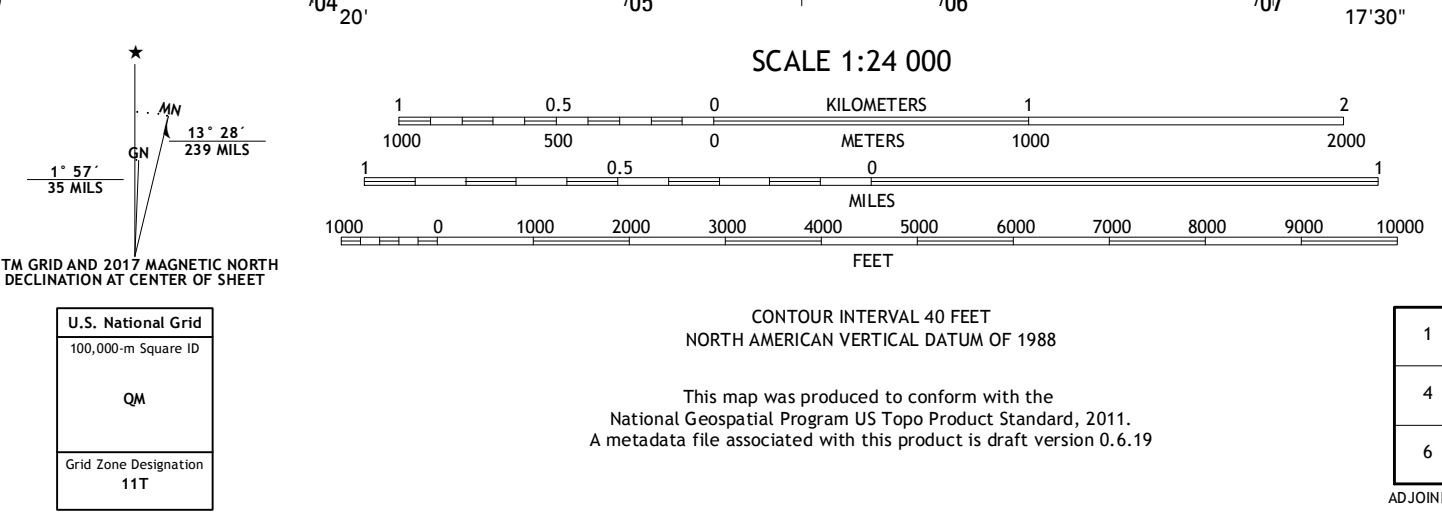 704 20' 705 706 707 17'30"
SCALE 1:24 000
MN
13° 28´
239 MILS
GN
1° 57´
35 MILS
TM GRID AND 2017 MAGNETIC NORTH
DECLINATION AT CENTER OF SHEET
1 0.5 0 KILOMETERS 1 2
1000 500 0 METERS 1000 2000
1 0.5 0 1
MILES
1000 0 1000 2000 3000 4000 5000 6000 7000 8000 9000 10000
FEET
U.S. National Grid
100,000-m Square ID
QM
Grid Zone Designation
11T
CONTOUR INTERVAL 40 FEET
NORTH AMERICAN VERTICAL DATUM OF 1988
This map was produced to conform with the
National Geospatial Program US Topo Product Standard, 2011.
A metadata file associated with this product is draft version 0.6.19
1
4
6
ADJOINI